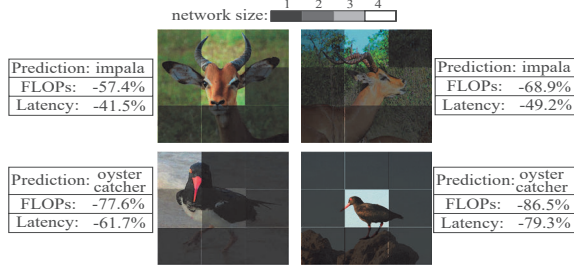 1 2 3 4
network size:
Prediction: impala
FLOPs: -57.4%
Latency: -41.5%
Prediction: impala
FLOPs: -68.9%
Latency: -49.2%
Prediction: oyster
catcher
FLOPs: -77.6%
Latency: -61.7%
Prediction: oyster
catcher
FLOPs: -86.5%
Latency: -79.3%